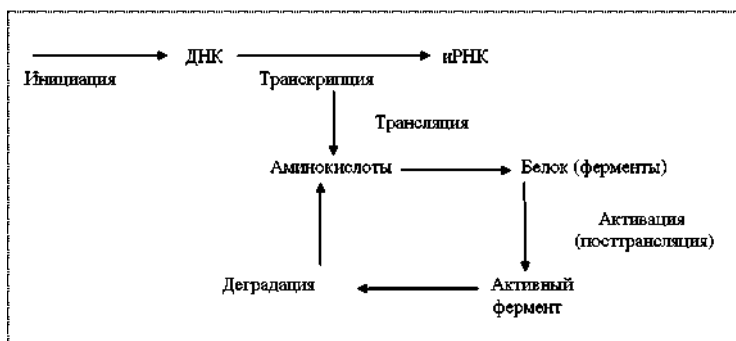 ДНК иРНК
Инициация Транскрипция
Трансляция
Аминокислоты Белок (ферменты)
Активация
(посттрансляция)
Деградация Активный
фермент